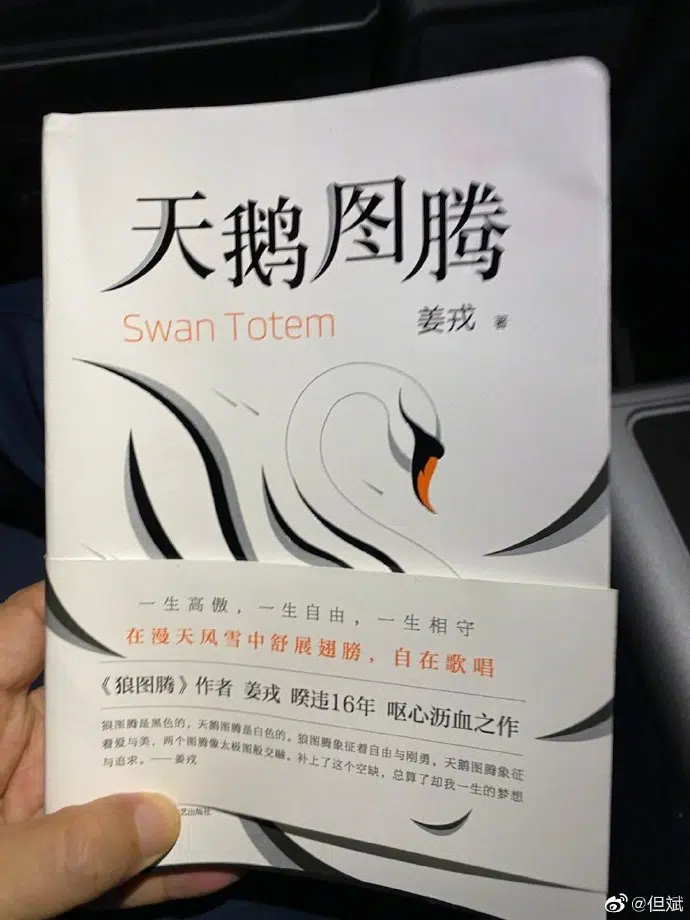 天鹅图腾
Swan Totem
姜戎 著
一生高傲，一生自由，一生相守
在漫天风雪中舒展翅膀，自在歌唱
《狼图腾》作者 姜戎 暌违16年 呕心沥血之作
狼图腾是黑色的，天鹅图腾是白色的。狼图腾象征着自由与刚勇，天鹅图腾象征
着爱与美。两个图腾像太极图般交融。补上了这个空缺，总算了却我一生的梦想
与追求。——姜戎
艺出版社
@但斌